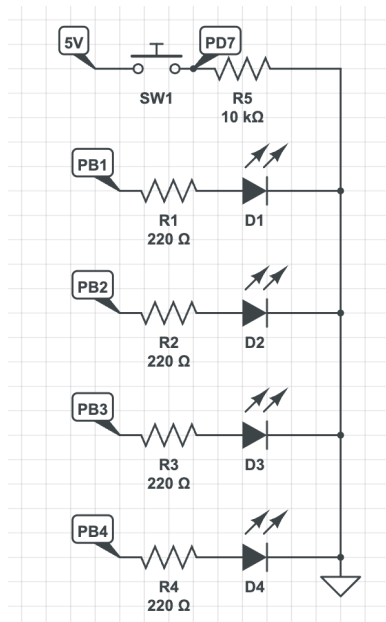 5V
PD7
SW1
R5
10 kΩ
PB1
R1
220 Ω
D1
PB2
R2
220 Ω
D2
PB3
R3
220 Ω
D3
PB4
R4
220 Ω
D4